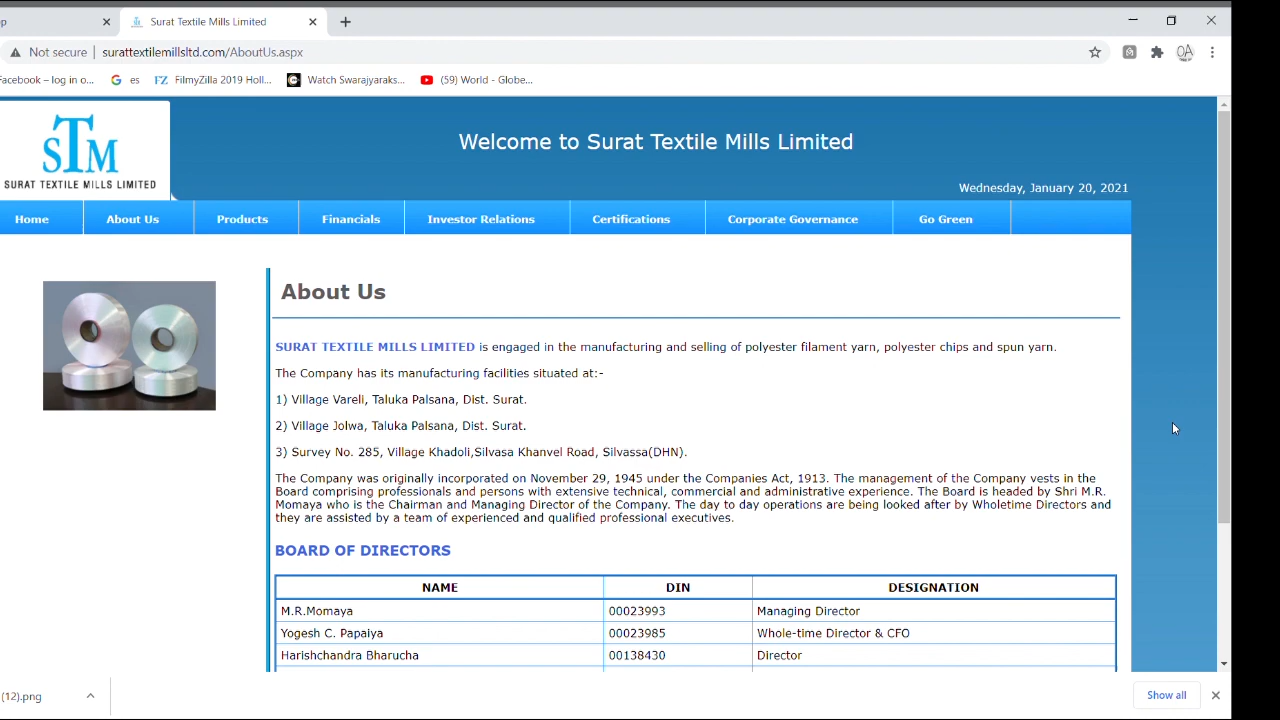 p
Surat Textile Mills Limited
Not secure
surattextilemillsltd.com/AboutUs.aspx
Facebook – log in o...
es
FZ FilmyZilla 2019 Holl...
Watch Swarajyaraks...
(59) World - Globe...
STM
SURAT TEXTILE MILLS LIMITED
Welcome to Surat Textile Mills Limited
Wednesday, January 20, 2021
Home
About Us
Products
Financials
Investor Relations
Certifications
Corporate Governance
Go Green
About Us
SURAT TEXTILE MILLS LIMITED is engaged in the manufacturing and selling of polyester filament yarn, polyester chips and spun yarn.
The Company has its manufacturing facilities situated at:-
1) Village Vareli, Taluka Palsana, Dist. Surat.
2) Village Jolwa, Taluka Palsana, Dist. Surat.
3) Survey No. 285, Village Khadoli,Silvasa Khanvel Road, Silvassa(DHN).
The Company was originally incorporated on November 29, 1945 under the Companies Act, 1913. The management of the Company vests in the
Board comprising professionals and persons with extensive technical, commercial and administrative experience. The Board is headed by Shri M.R.
Momaya who is the Chairman and Managing Director of the Company. The day to day operations are being looked after by Wholetime Directors and
they are assisted by a team of experienced and qualified professional executives.
BOARD OF DIRECTORS
NAME DIN DESIGNATION
M.R.Momaya 00023993 Managing Director
Yogesh C. Papaiya 00023985 Whole-time Director & CFO
Harishchandra Bharucha 00138430 Director
(12).png
Show all